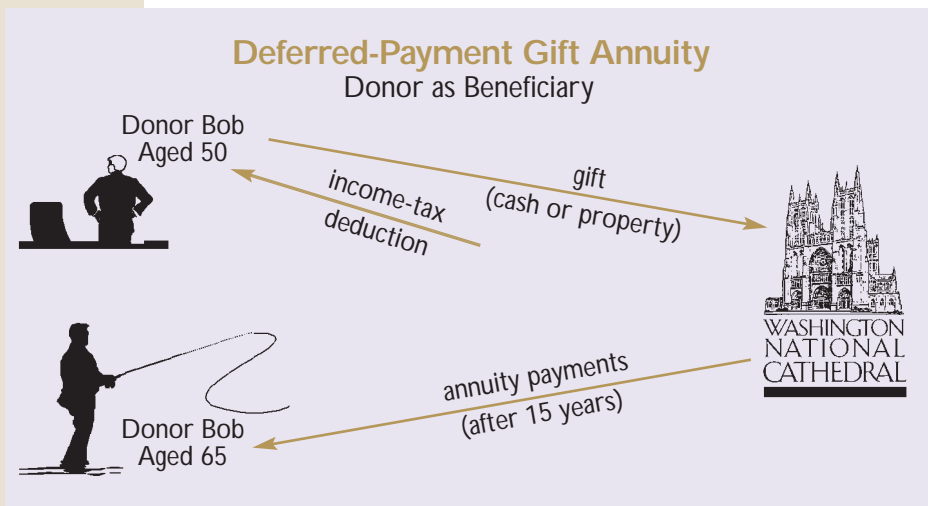 Deferred-Payment Gift Annuity
Donor as Beneficiary
Donor Bob
Aged 50
gift
(cash or property)
income-tax
deduction
WASHINGTON
NATIONAL
CATHEDRAL
annuity payments
(after 15 years)
Donor Bob
Aged 65